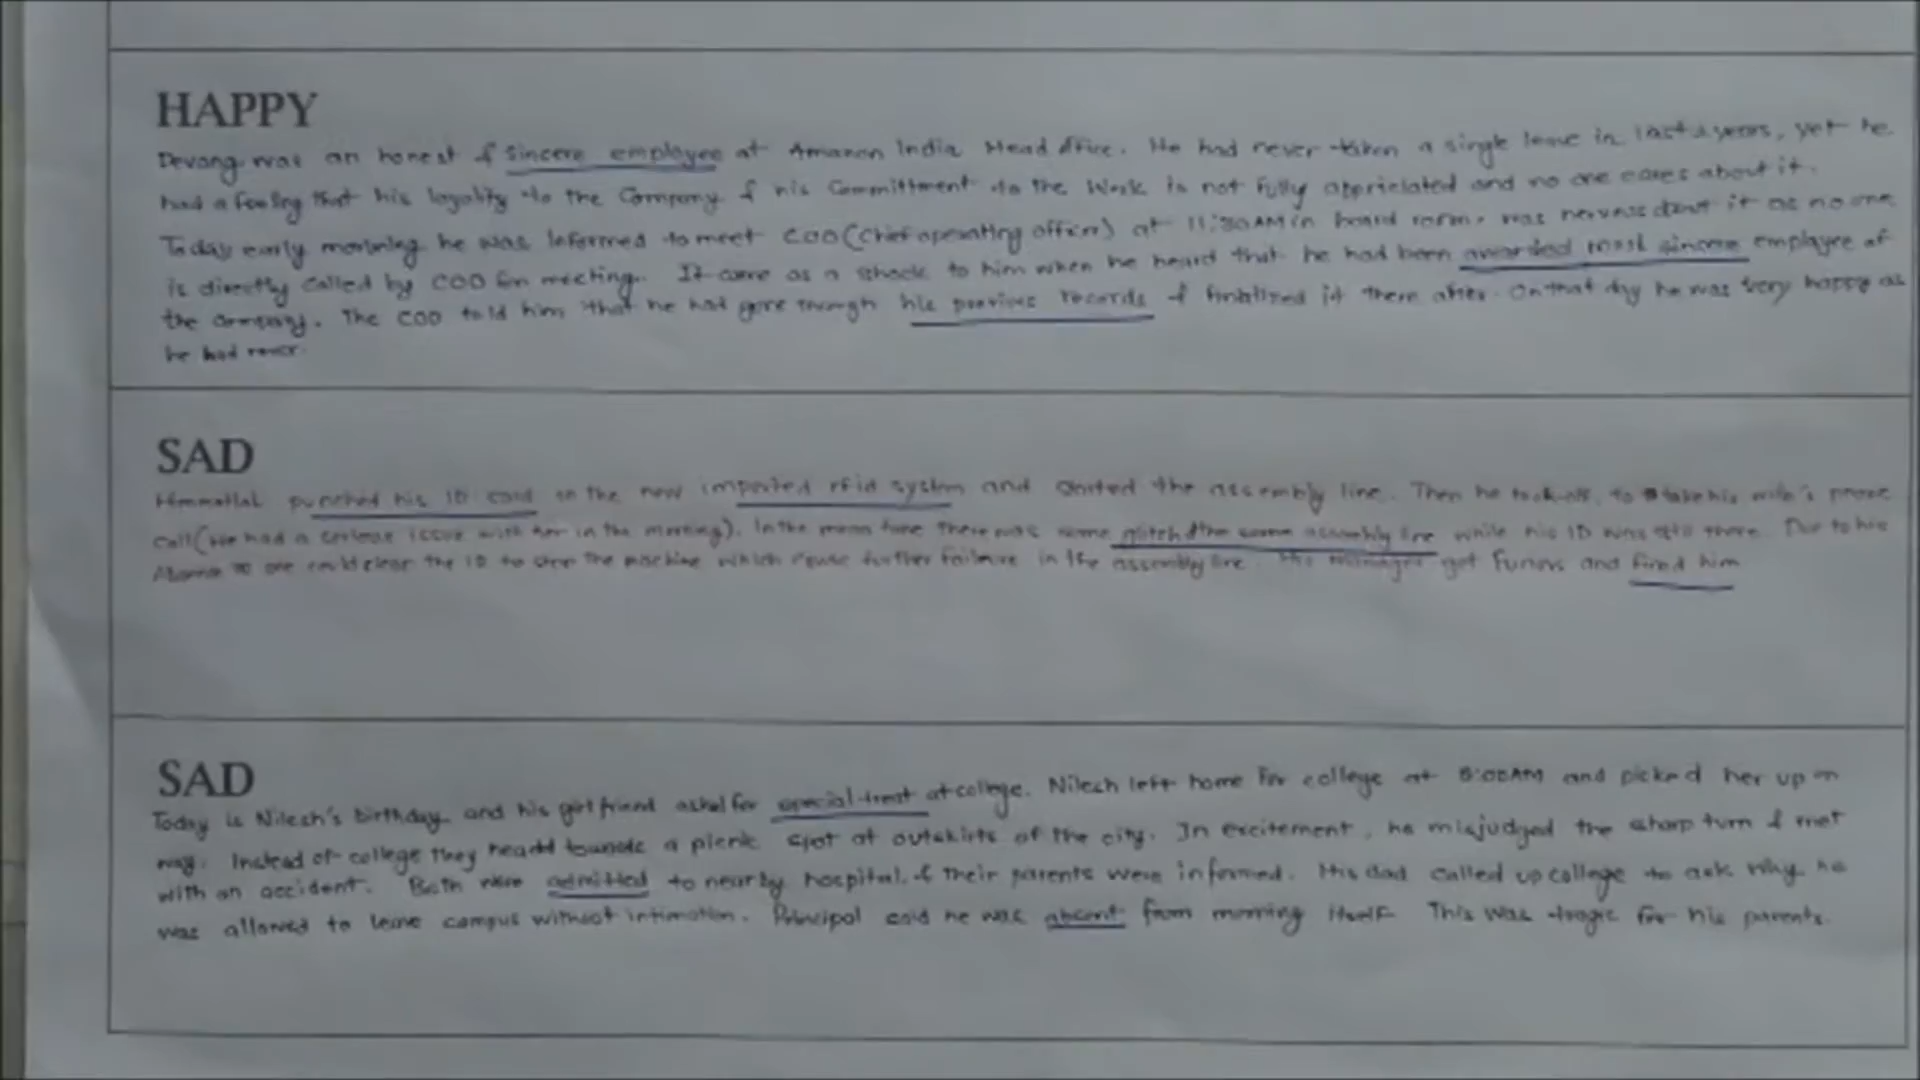 HAPPY
Devang was an honest & sincere employee at Amanon India Head office. He had never taken a single leave in last 2 years, yet he
had a feeling that his loyality to the Company & his Committment to the Work is not fully appriciated and no one cares about it.
Today early morning he was informed to meet COO (Chief operating officer) at 11:30AM in board room. was nervous about it as no one
is directly called by COO for meeting. It came as a shock to him when he heard that he had been awarded most sincere employee of
the company. The COO told him that he had gone through his previous records & finalized it there after. On that day he was very happy as
he had never.
SAD
Himmatlal punched his ID card in the new imported rfid system and started the assembly line. Then he to take his wife's phone
call (He had a serious issue with her in the morning). In the mean time there was some glitch the same assembly line while his ID was still there. Due to his
no one could clear the ID to stop the machine which cause further failure in the assembly line. His manager got furious and fired him
SAD
Today is Nilesh's birthday and his girlfriend asked for special treat at college. Nilesh left home for college at 8:00AM and picked her up on
way. Instead of college they headed towards a picnic spot at outskirts of the city. In excitement, he misjudged the sharp turn & met
with an accident. Both were admitted to nearby hospital, & their parents were informed. His dad called up college to ask why he
was allowed to leave campus without intimation. Principal said he was absent from morning itself. This was tragic for his parents.